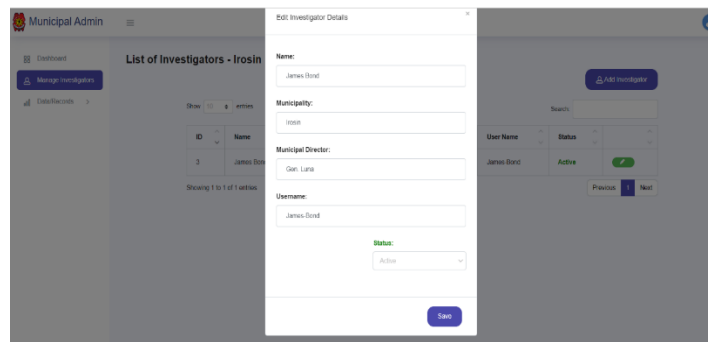 Municipal Admin
Edit Investigator Details
×
Dashboard
Manage Investigators
Data/Records >
List of Investigators - Irosin
Add Investigator
Name:
James Bond
Municipality:
Irosin
Municipal Director:
Gen. Luna
Username:
James-Bond
Status:
Active
Save
Show 10 entries
Search:
ID Name User Name Status
3 James Bond James-Bond Active
Showing 1 to 1 of 1 entries
Previous 1 Next